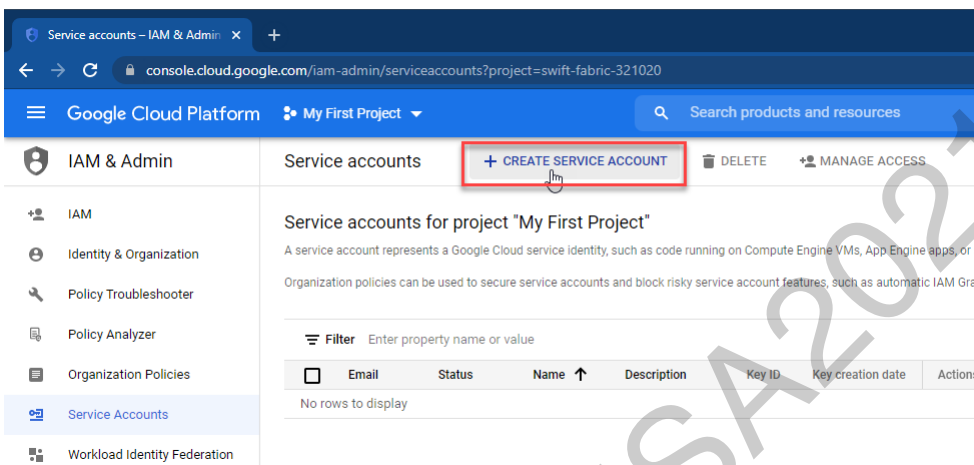 Service accounts – IAM & Admin
console.cloud.google.com/iam-admin/serviceaccounts?project=swift-fabric-321020
Google Cloud Platform My First Project Search products and resources
IAM & Admin Service accounts + CREATE SERVICE ACCOUNT DELETE MANAGE ACCESS
IAM
Identity & Organization
Policy Troubleshooter
Policy Analyzer
Organization Policies
Service Accounts
Workload Identity Federation
Service accounts for project "My First Project"
A service account represents a Google Cloud service identity, such as code running on Compute Engine VMs, App Engine apps, or
Organization policies can be used to secure service accounts and block risky service account features, such as automatic IAM Gra
Filter Enter property name or value
Email Status Name Description Key ID Key creation date Actions
No rows to display